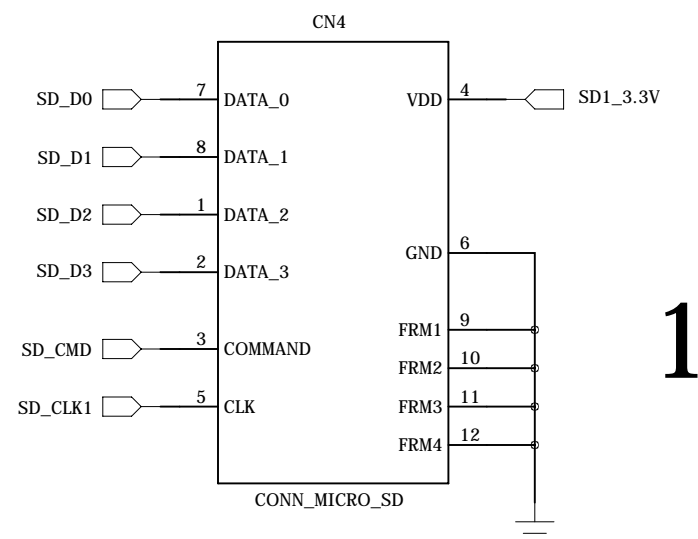 CN4
SD_D0 7 DATA_0 VDD 4 SD1_3.3V
SD_D1 8 DATA_1
SD_D2 1 DATA_2
GND 6
SD_D3 2 DATA_3
FRM1 9
SD_CMD 3 COMMAND
FRM2 10
SD_CLK1 5 CLK FRM3 11
FRM4 12
CONN_MICRO_SD
1